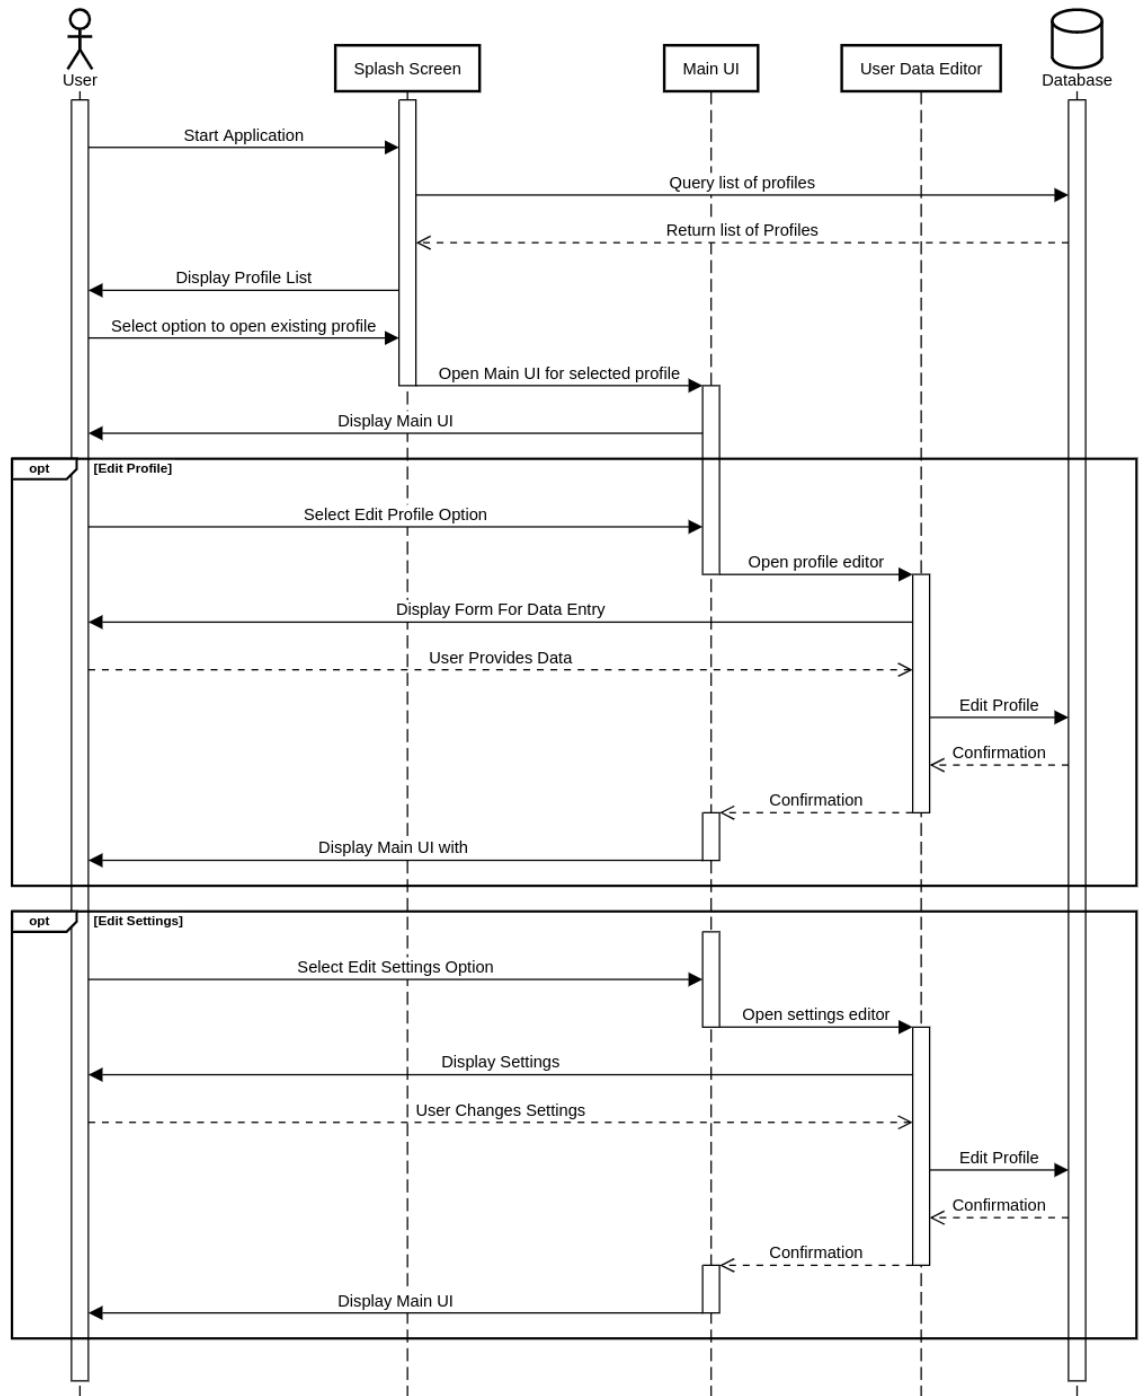 User
Splash Screen
Main UI
User Data Editor
Database
Start Application
Query list of profiles
Return list of Profiles
Display Profile List
Select option to open existing profile
Open Main UI for selected profile
Display Main UI
opt
[Edit Profile]
Select Edit Profile Option
Open profile editor
Display Form For Data Entry
User Provides Data
Edit Profile
Confirmation
Confirmation
Display Main UI with
opt
[Edit Settings]
Select Edit Settings Option
Open settings editor
Display Settings
User Changes Settings
Edit Profile
Confirmation
Confirmation
Display Main UI